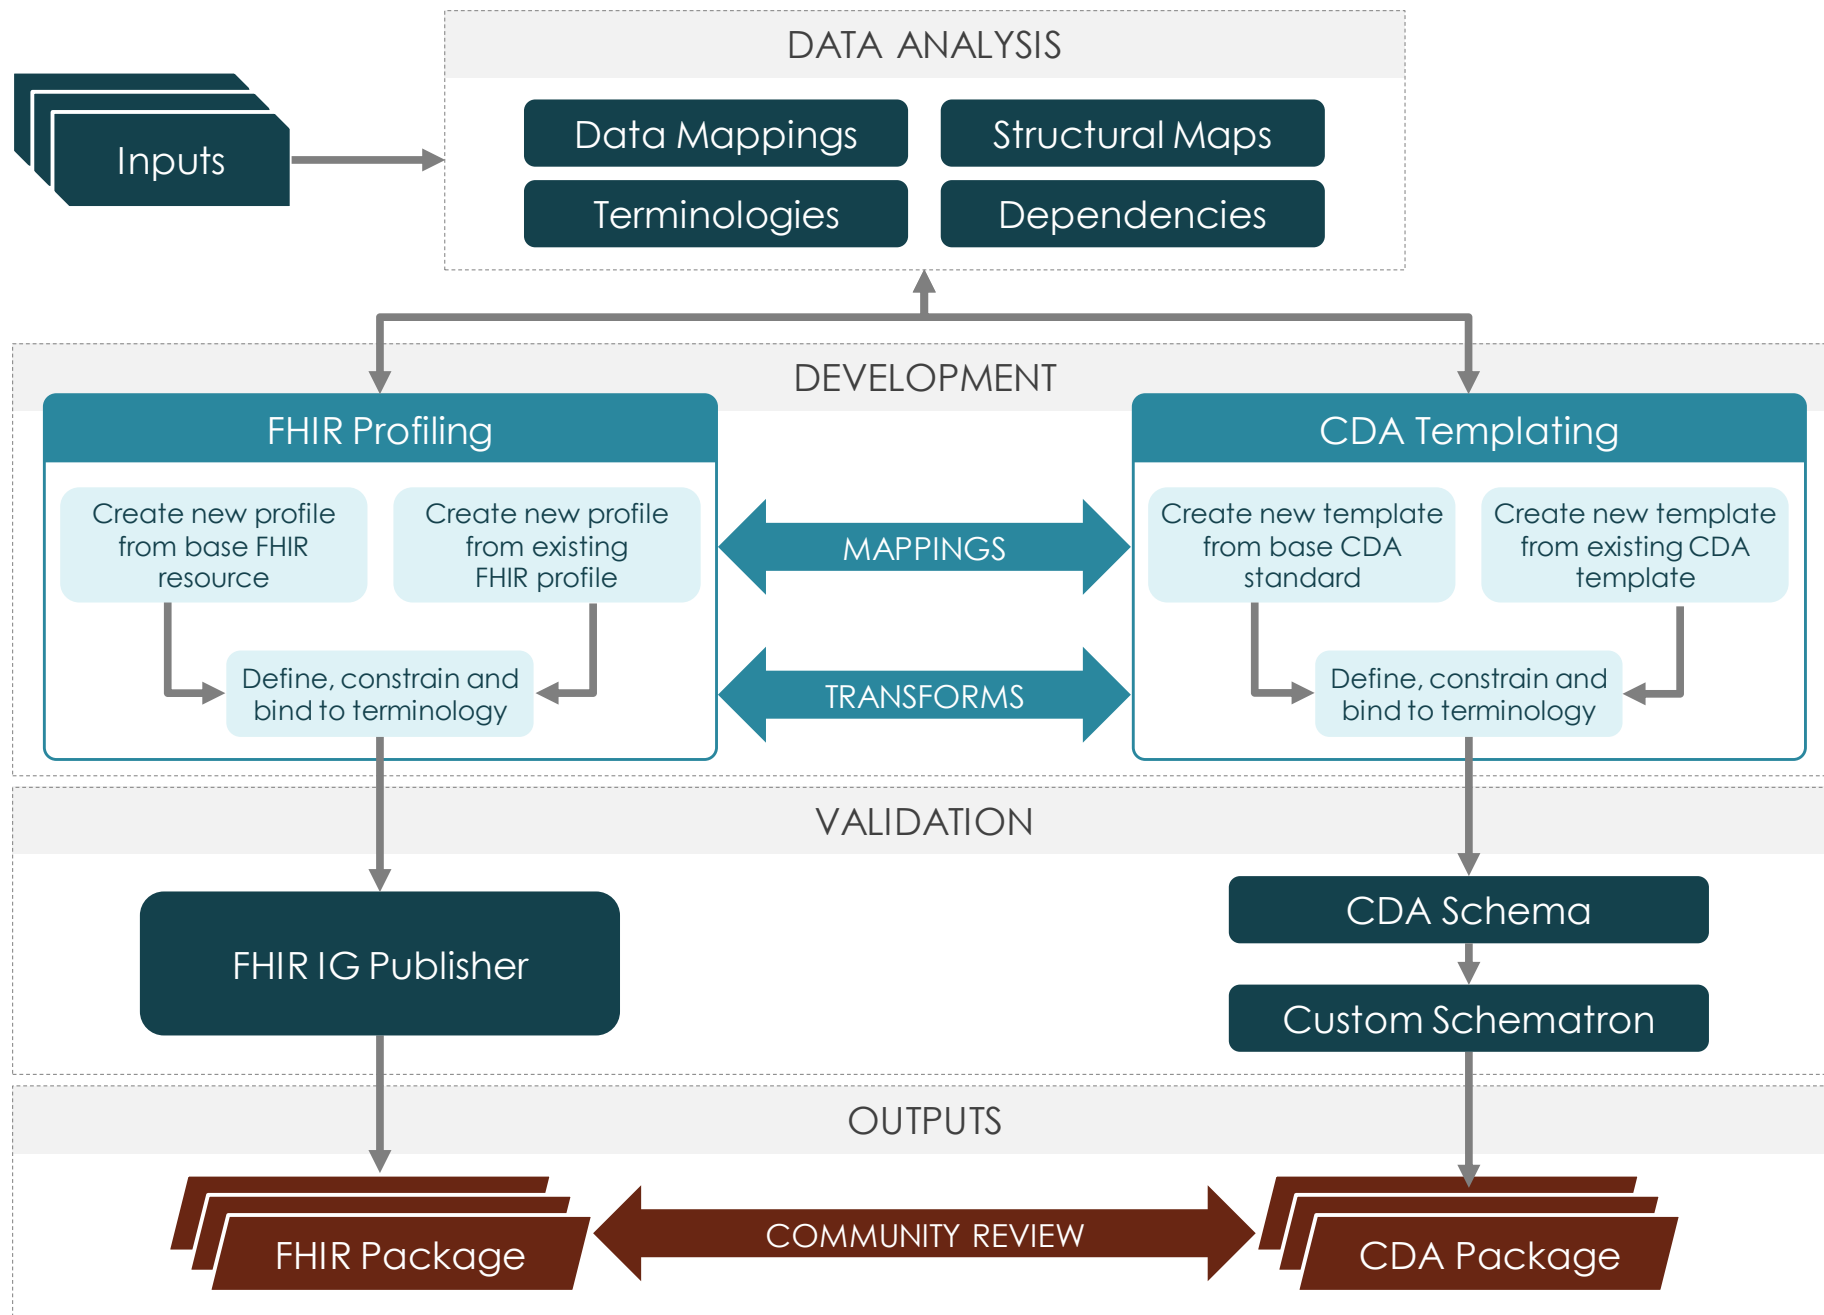 DATA ANALYSIS
Inputs
Data Mappings
Structural Maps
Terminologies
Dependencies
DEVELOPMENT
FHIR Profiling
Create new profile
from base FHIR
resource
Create new profile
from existing
FHIR profile
Define, constrain and
bind to terminology
MAPPINGS
TRANSFORMS
CDA Templating
Create new template
from base CDA
standard
Create new template
from existing CDA
template
Define, constrain and
bind to terminology
VALIDATION
FHIR IG Publisher
CDA Schema
Custom Schematron
OUTPUTS
FHIR Package
COMMUNITY REVIEW
CDA Package